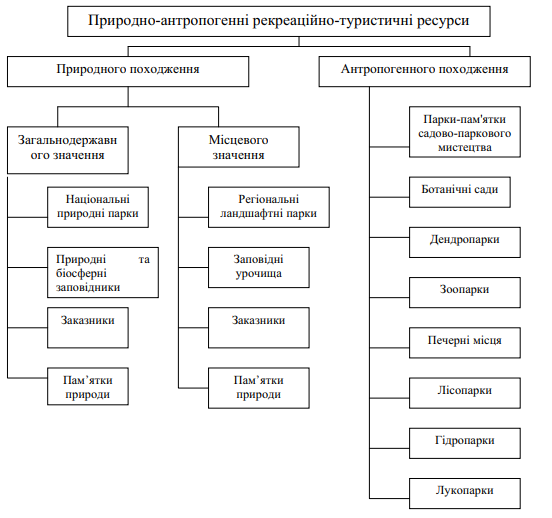 Природно-антропогенні рекреаційно-туристичні ресурси
Природного походження
Антропогенного походження
Загальнодержавн
ого значення
Місцевого
значення
Національні
природні парки
Природні та
біосферні
заповідники
Заказники
Пам’ятки
природи
Регіональні
ландшафтні парки
Заповідні
урочища
Заказники
Пам’ятки
природи
Парки-пам'ятки
садово-паркового
мистецтва
Ботанічні сади
Дендропарки
Зоопарки
Печерні місця
Лісопарки
Гідропарки
Лукопарки